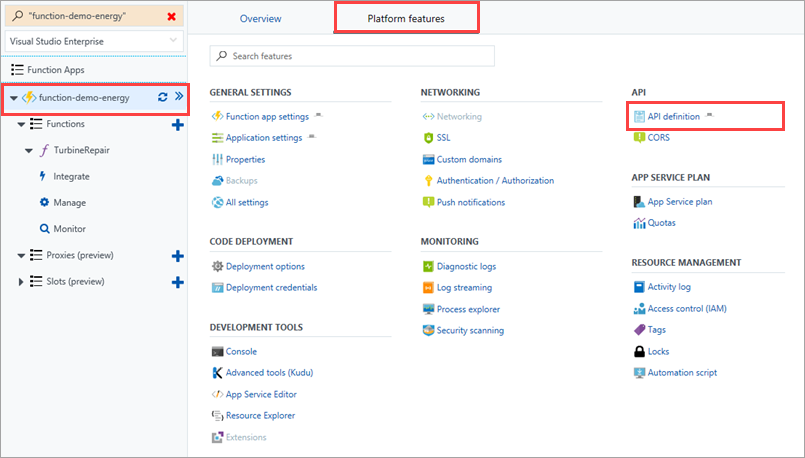 "function-demo-energy"
Visual Studio Enterprise
Function Apps
function-demo-energy
Functions
TurbineRepair
Integrate
Manage
Monitor
Proxies (preview)
Slots (preview)
Overview
Platform features
Search features
GENERAL SETTINGS
Function app settings
Application settings
Properties
Backups
All settings
CODE DEPLOYMENT
Deployment options
Deployment credentials
DEVELOPMENT TOOLS
Console
Advanced tools (Kudu)
App Service Editor
Resource Explorer
Extensions
NETWORKING
Networking
SSL
Custom domains
Authentication / Authorization
Push notifications
MONITORING
Diagnostic logs
Log streaming
Process explorer
Security scanning
API
API definition
CORS
APP SERVICE PLAN
App Service plan
Quotas
RESOURCE MANAGEMENT
Activity log
Access control (IAM)
Tags
Locks
Automation script